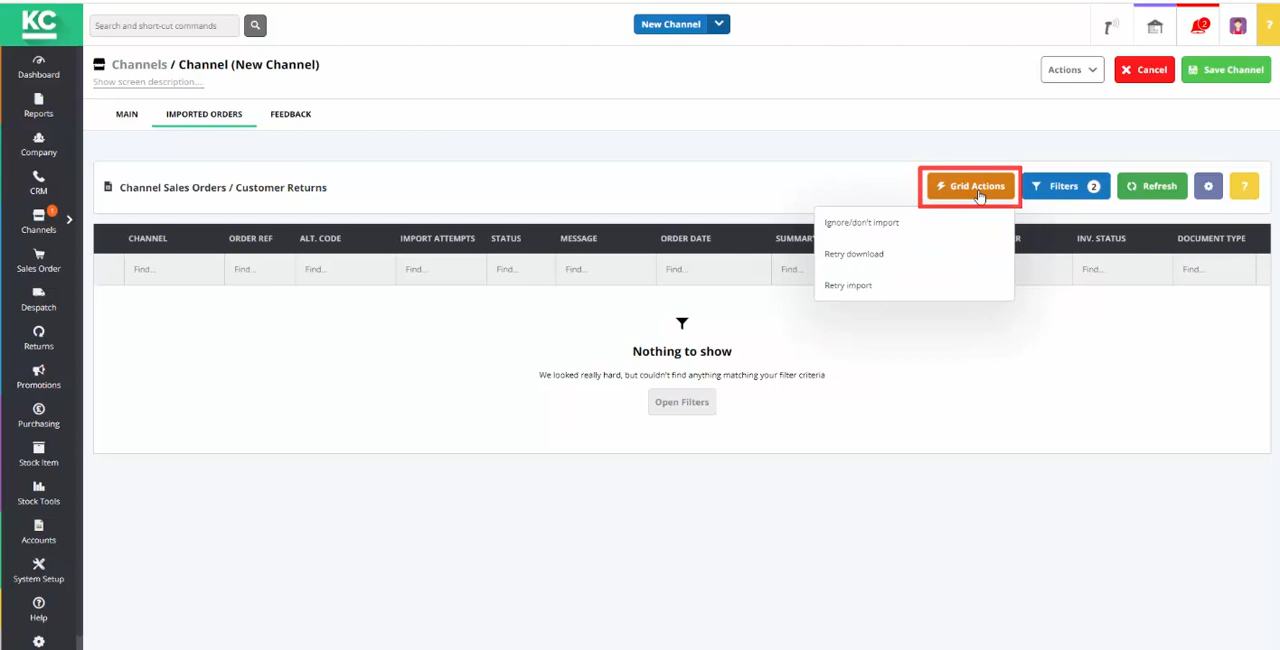 KC
Search and short-cut commands
New Channel
2
?
Channels / Channel (New Channel)
Show screen description...
Actions
Cancel
Save Channel
MAIN
IMPORTED ORDERS
FEEDBACK
Dashboard
Reports
Company
CRM
Channels
1
Sales Order
Despatch
Returns
Promotions
Purchasing
Stock Item
Stock Tools
Accounts
System Setup
Help
Channel Sales Orders / Customer Returns
Grid Actions
Filters 2
Refresh
?
Ignore/don't import
Retry download
Retry import
CHANNEL ORDER REF ALT. CODE IMPORT ATTEMPTS STATUS MESSAGE ORDER DATE SUMMARY R INV. STATUS DOCUMENT TYPE
Find... Find... Find... Find... Find... Find... Find... Find... Find... Find...
Nothing to show
We looked really hard, but couldn't find anything matching your filter criteria
Open Filters